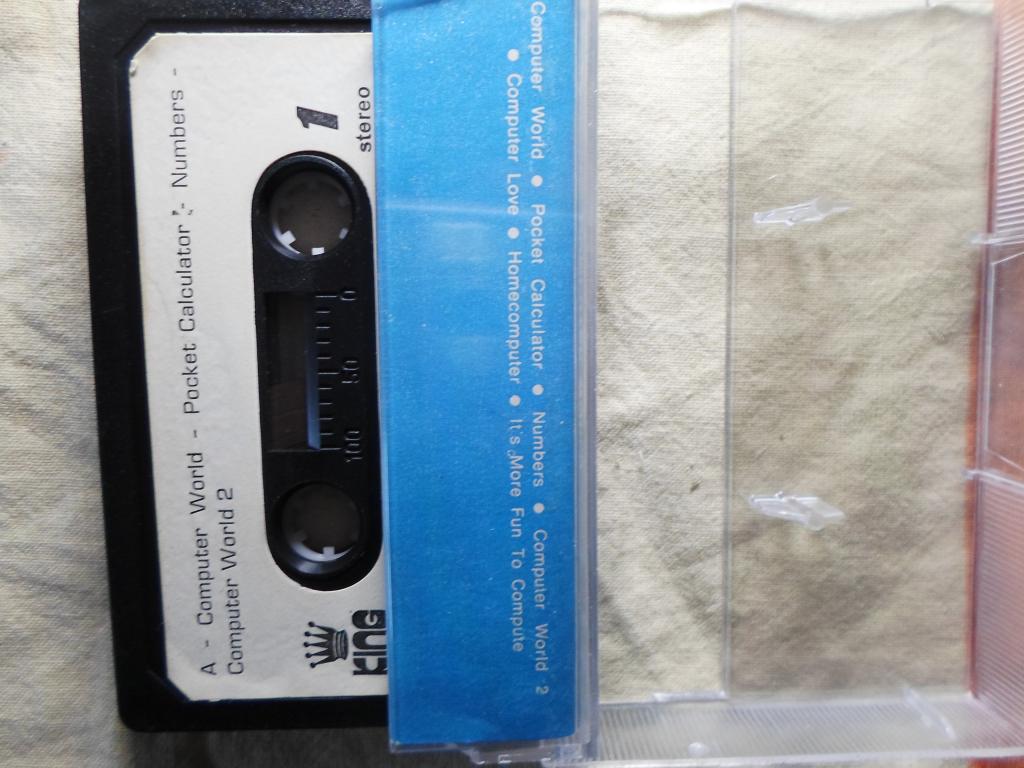 A - Computer World - Pocket Calculator - Numbers -
Computer World 2
1
stereo
0 50 100
KING
Computer World ● Pocket Calculator ● Numbers ● Computer World 2
● Computer Love ● Homecomputer ● It's More Fun To Compute